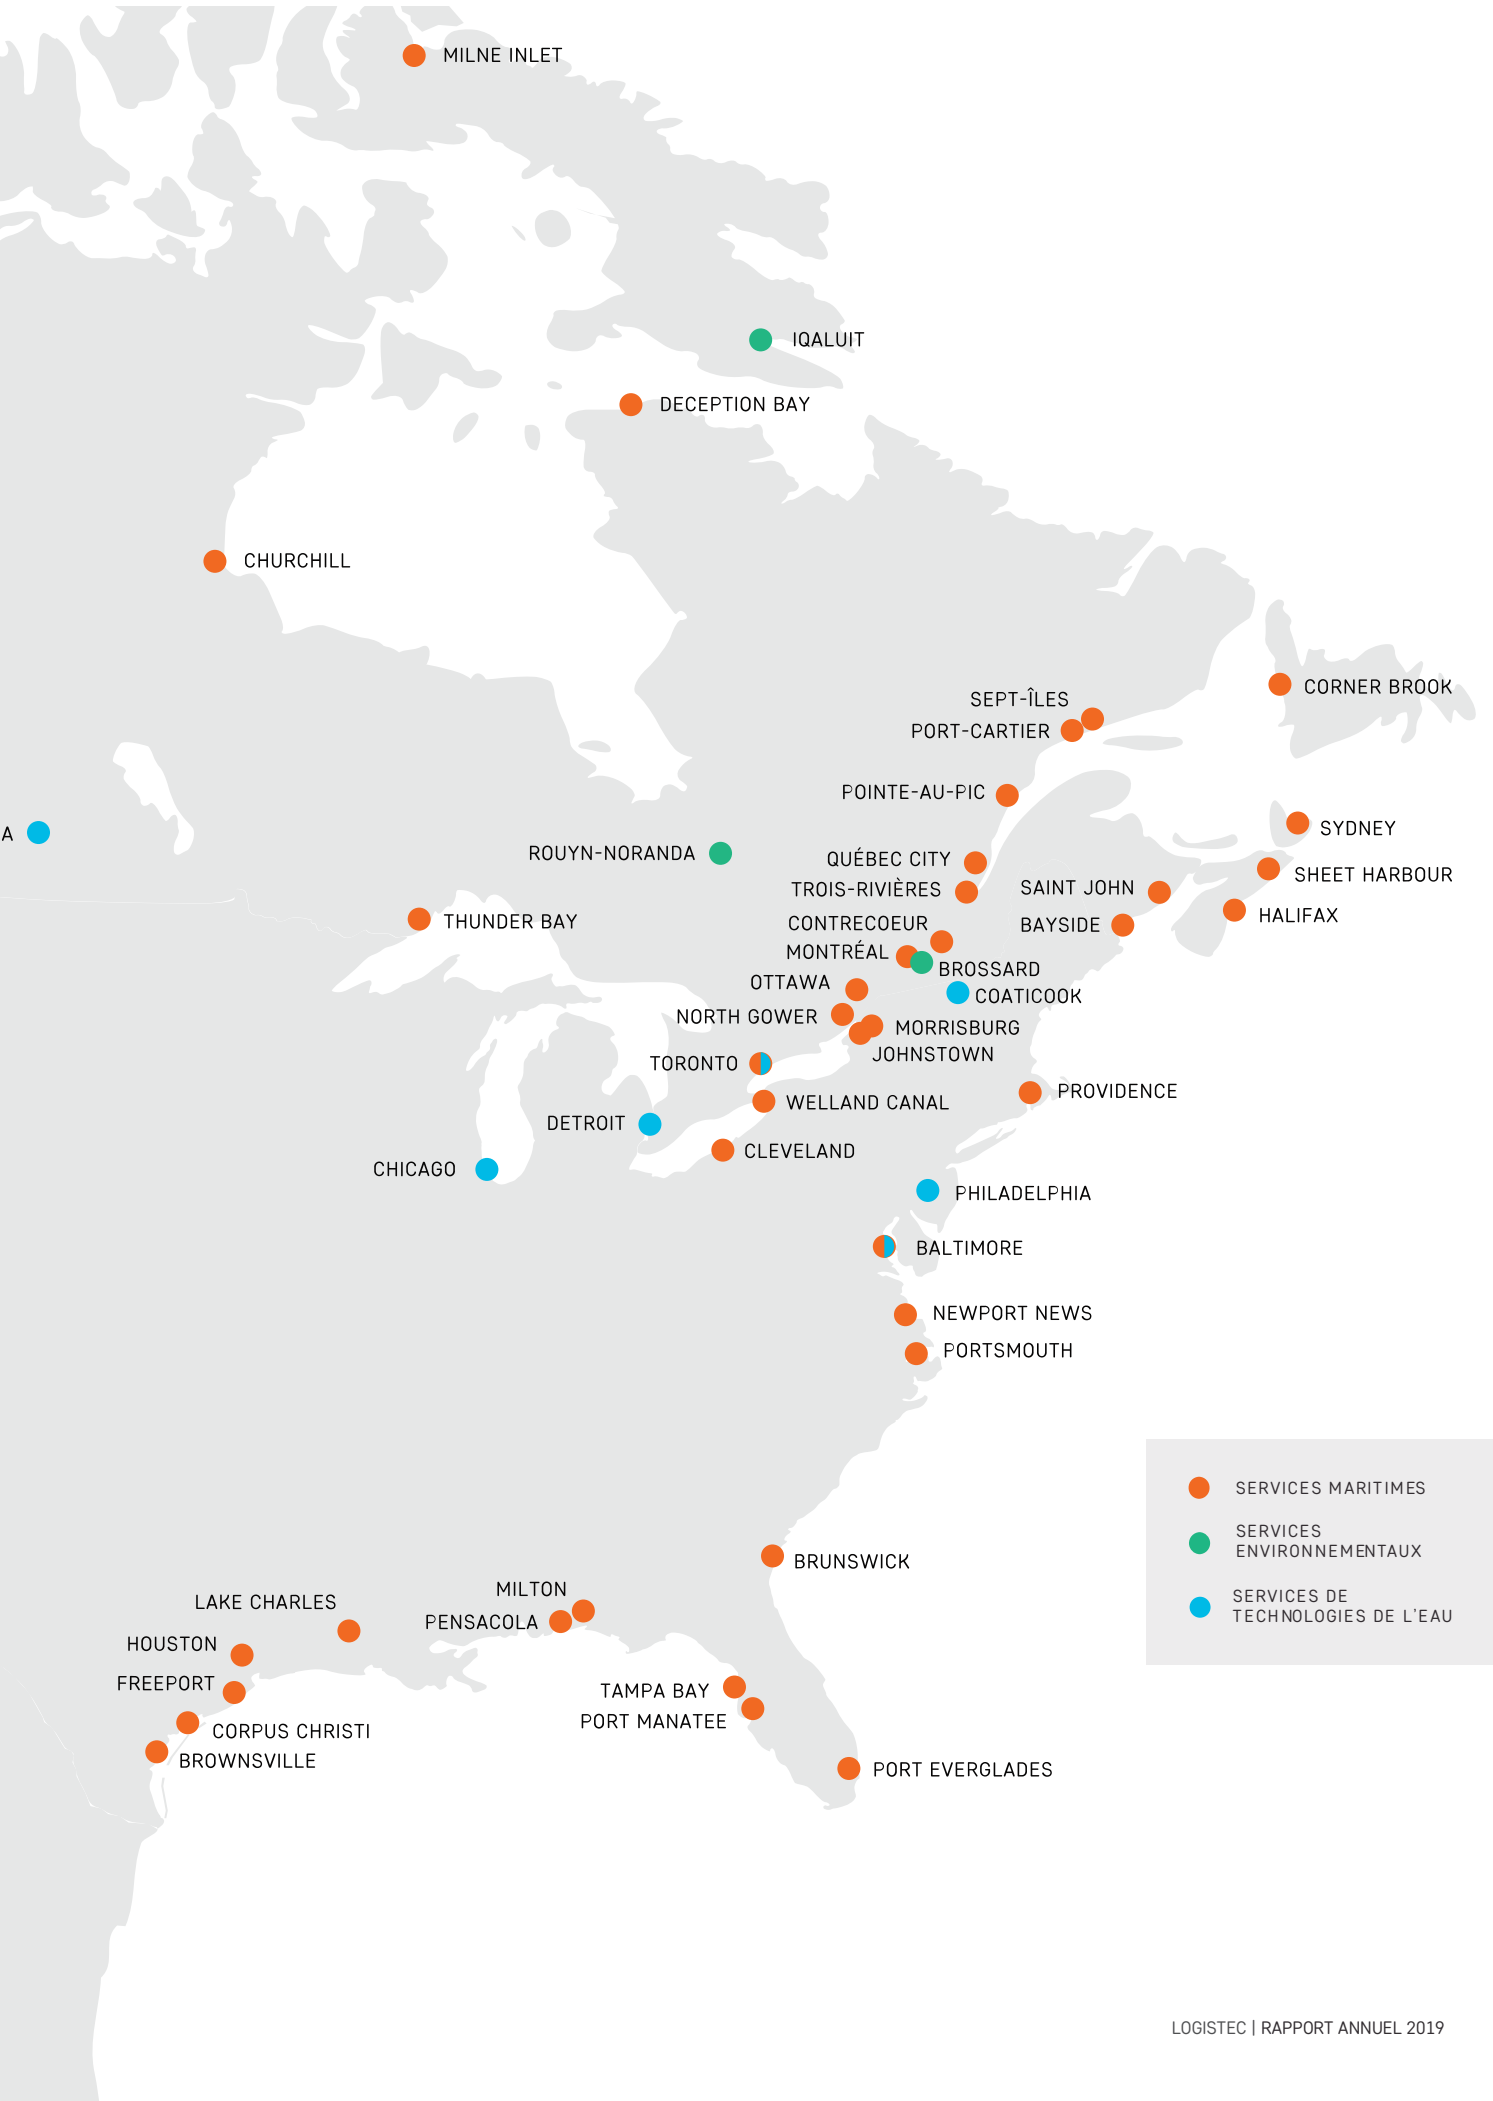 MILNE INLET
IQALUIT
DECEPTION BAY
CHURCHILL
CORNER BROOK
SEPT-ÎLES
PORT-CARTIER
POINTE-AU-PIC
SYDNEY
A
ROUYN-NORANDA
QUÉBEC CITY
SHEET HARBOUR
TROIS-RIVIÈRES
SAINT JOHN
HALIFAX
THUNDER BAY
CONTRECOEUR
BAYSIDE
MONTRÉAL
BROSSARD
OTTAWA
COATICOOK
NORTH GOWER
MORRISBURG
JOHNSTOWN
TORONTO
PROVIDENCE
WELLAND CANAL
DETROIT
CLEVELAND
CHICAGO
PHILADELPHIA
BALTIMORE
NEWPORT NEWS
PORTSMOUTH
SERVICES MARITIMES
SERVICES
ENVIRONNEMENTAUX
SERVICES DE
TECHNOLOGIES DE L'EAU
BRUNSWICK
MILTON
LAKE CHARLES
PENSACOLA
HOUSTON
FREEPORT
TAMPA BAY
PORT MANATEE
CORPUS CHRISTI
BROWNSVILLE
PORT EVERGLADES
LOGISTEC | RAPPORT ANNUEL 2019